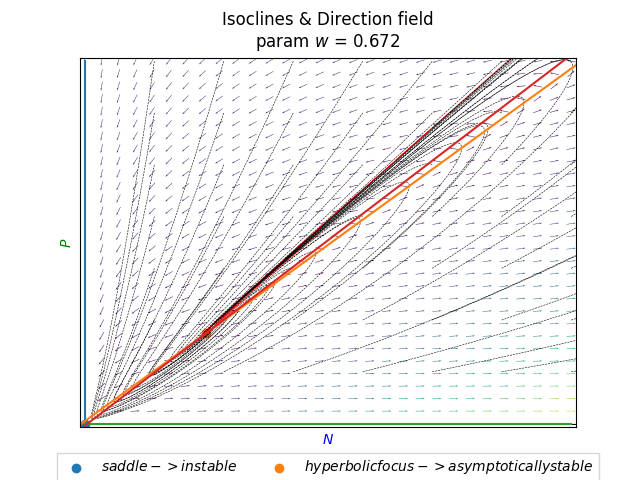 Isoclines & Direction field
param w = 0.672
P
N
saddle − > instable
hyperbolicfocus − > asymptoticallystable